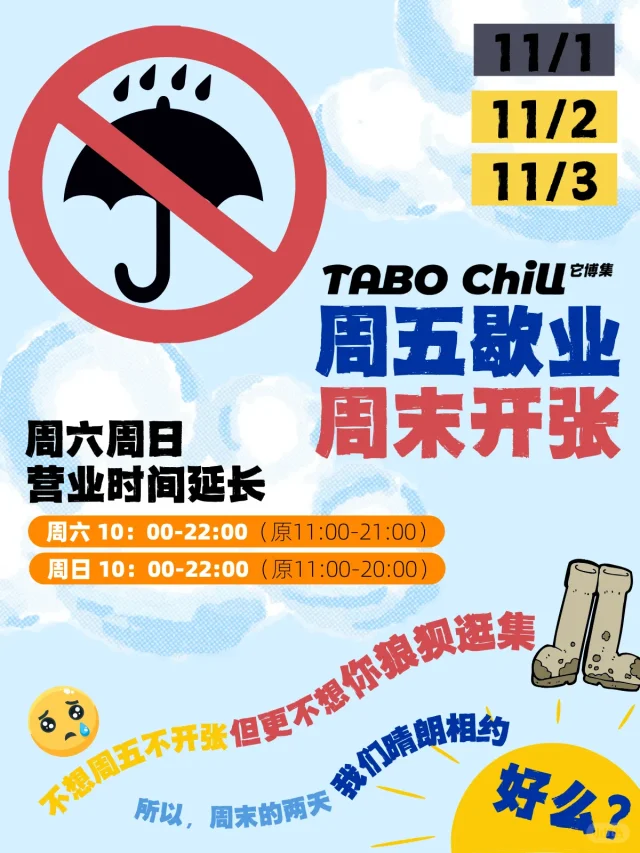 11/1
11/2
11/3
TABO Chill 它博集
周五歇业
周末开张
周六周日
营业时间延长
周六 10：00-22:00（原11:00-21:00）
周日 10：00-22:00（原11:00-20:00）
不想周五不开张但更不想你狼狈逛集
所以，周末的两天我们晴朗相约
好么？